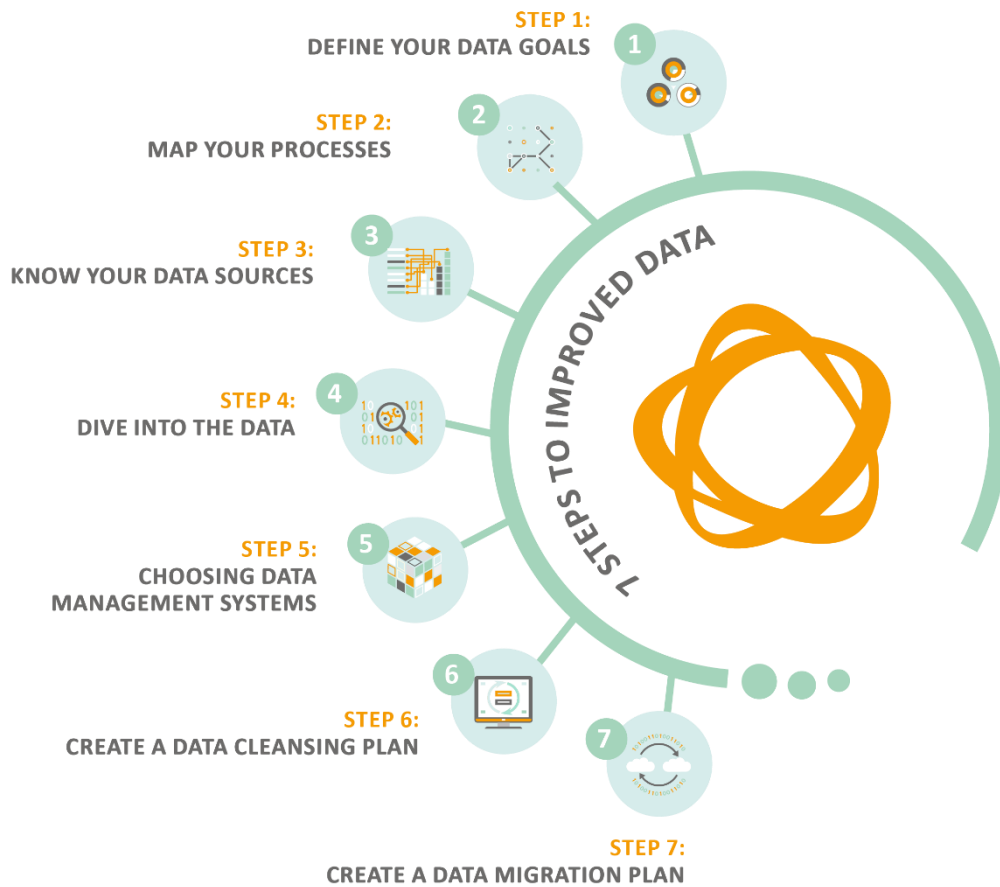 STEP 1:
DEFINE YOUR DATA GOALS
1
STEP 2:
MAP YOUR PROCESSES
2
STEP 3:
KNOW YOUR DATA SOURCES
3
STEP 4:
DIVE INTO THE DATA
4
STEP 5:
CHOOSING DATA
MANAGEMENT SYSTEMS
5
STEP 6:
CREATE A DATA CLEANSING PLAN
6
STEP 7:
CREATE A DATA MIGRATION PLAN
7
7 STEPS TO IMPROVED DATA